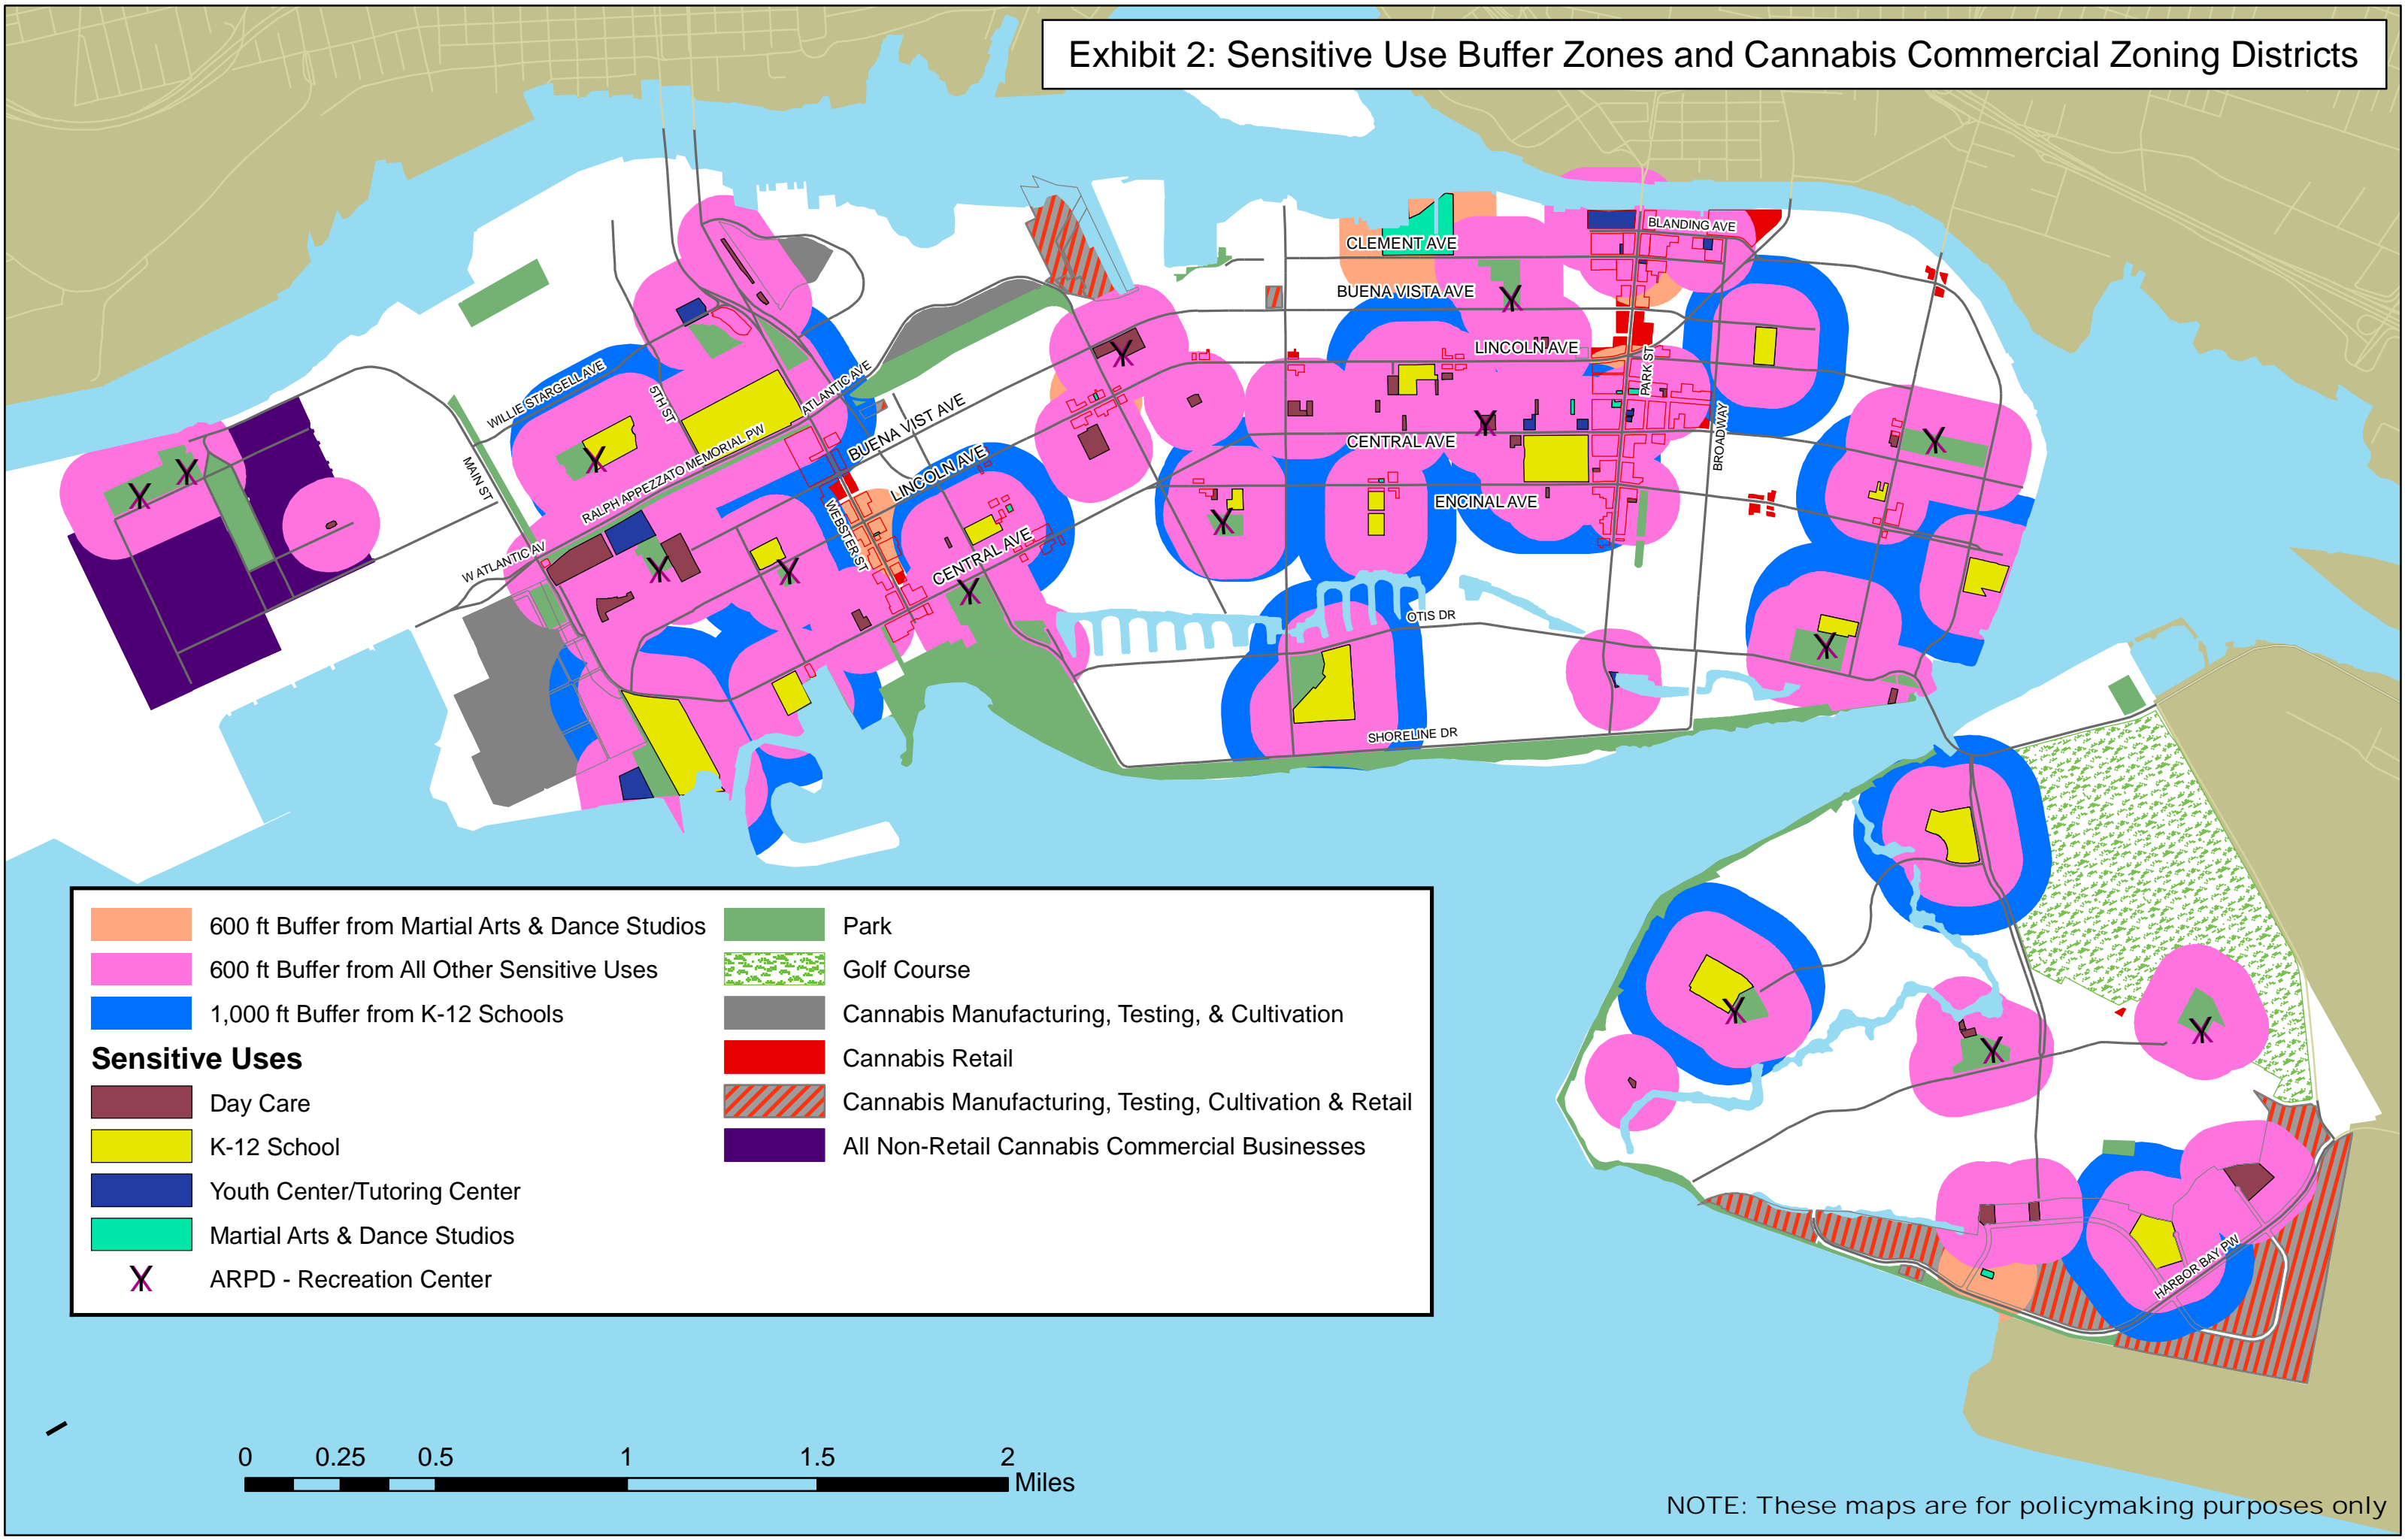 Exhibit 2: Sensitive Use Buffer Zones and Cannabis Commercial Zoning Districts
BLANDING AVE
CLEMENT AVE
BUENA VISTA AVE
LINCOLN AVE
PARK ST
WILLIE STARGELL AVE
5TH ST
ATLANTIC AVE
BUENA VIST AVE
BROADWAY
CENTRAL AVE
RALPH APPEZZATO MEMORIAL PW
MAIN ST
LINCOLN AVE
ENCINAL AVE
WEBSTER ST
W ATLANTIC AV
CENTRAL AVE
OTIS DR
SHORELINE DR
HARBOR BAY PW
600 ft Buffer from Martial Arts & Dance Studios
600 ft Buffer from All Other Sensitive Uses
1,000 ft Buffer from K-12 Schools
Sensitive Uses
Day Care
K-12 School
Youth Center/Tutoring Center
Martial Arts & Dance Studios
ARPD - Recreation Center
Park
Golf Course
Cannabis Manufacturing, Testing, & Cultivation
Cannabis Retail
Cannabis Manufacturing, Testing, Cultivation & Retail
All Non-Retail Cannabis Commercial Businesses
0 0.25 0.5 1 1.5 2
Miles
NOTE: These maps are for policymaking purposes only